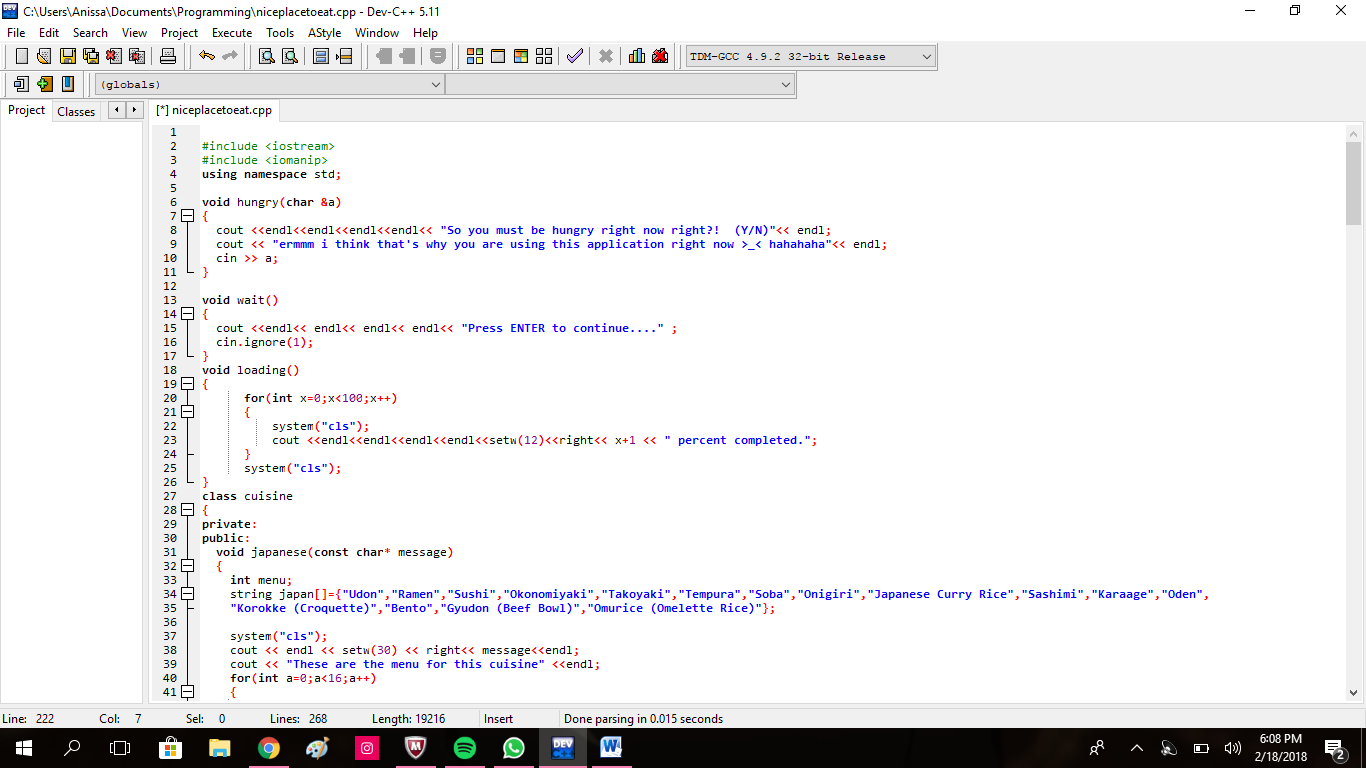 C:\Users\Anissa\Documents\Programming\niceplacetoeat.cpp - Dev-C++ 5.11
File Edit Search View Project Execute Tools AStyle Window Help
TDM-GCC 4.9.2 32-bit Release
(globals)
Project Classes [*] niceplacetoeat.cpp
1
2 #include <iostream>
3 #include <iomanip>
4 using namespace std;
5
6 void hungry(char &a)
7 {
8 cout <<endl<<endl<<endl<<endl<< "So you must be hungry right now right?!  (Y/N)"<< endl;
9 cout << "ermmm i think that's why you are using this application right now >_< hahahaha"<< endl;
10 cin >> a;
11 }
12
13 void wait()
14 {
15 cout <<endl<< endl<< endl<< endl<< "Press ENTER to continue...." ;
16 cin.ignore(1);
17 }
18 void loading()
19 {
20 for(int x=0;x<100;x++)
21 {
22 system("cls");
23 cout <<endl<<endl<<endl<<endl<<setw(12)<<right<< x+1 << " percent completed.";
24 }
25 system("cls");
26 }
27 class cuisine
28 {
29 private:
30 public:
31 void japanese(const char* message)
32 {
33 int menu;
34 string japan[]={"Udon","Ramen","Sushi","Okonomiyaki","Takoyaki","Tempura","Soba","Onigiri","Japanese Curry Rice","Sashimi","Karaage","Oden",
35 "Korokke (Croquette)","Bento","Gyudon (Beef Bowl)","Omurice (Omelette Rice)"};
36
37 system("cls");
38 cout << endl << setw(30) << right<< message<<endl;
39 cout << "These are the menu for this cuisine" <<endl;
40 for(int a=0;a<16;a++)
41 {
Line: 222 Col: 7 Sel: 0 Lines: 268 Length: 19216 Insert Done parsing in 0.015 seconds
DEV
6:08 PM
2/18/2018
2